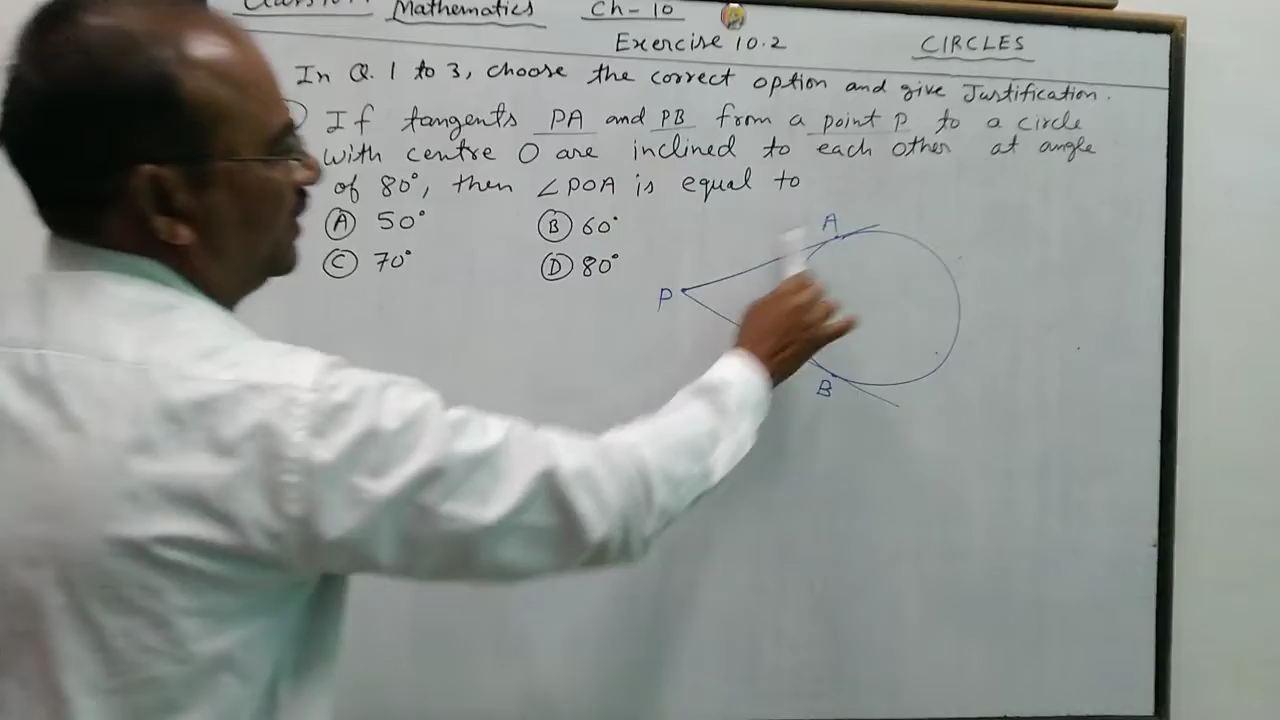 Mathematics Ch-10
Exercise 10.2 CIRCLES
In Q. 1 to 3, choose the correct option and give Justification.
If tangents PA and PB from a point P to a circle
with centre O are inclined to each other at angle
of 80°, then ∠POA is equal to
(A) 50° (B) 60°
(C) 70° (D) 80°
A
P
B